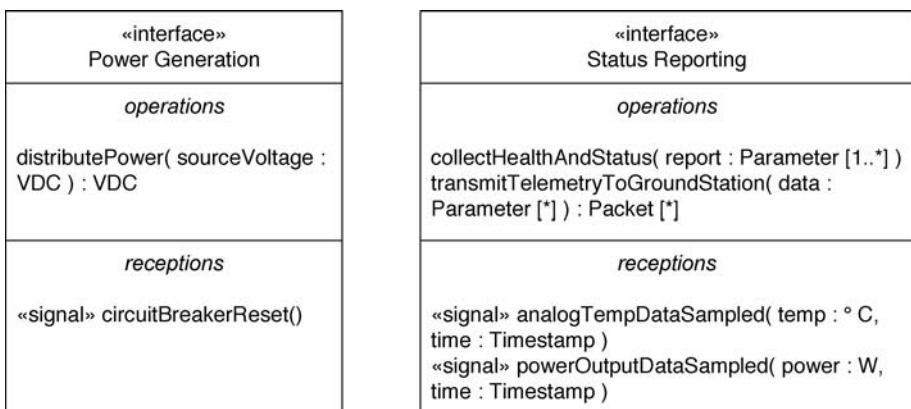 «interface»
Power Generation
operations
distributePower( sourceVoltage :
VDC ) : VDC
receptions
«signal» circuitBreakerReset()
«interface»
Status Reporting
operations
collectHealthAndStatus( report : Parameter [1..*] )
transmitTelemetryToGroundStation( data :
Parameter [*] ) : Packet [*]
receptions
«signal» analogTempDataSampled( temp : ° C,
time : Timestamp )
«signal» powerOutputDataSampled( power : W,
time : Timestamp )